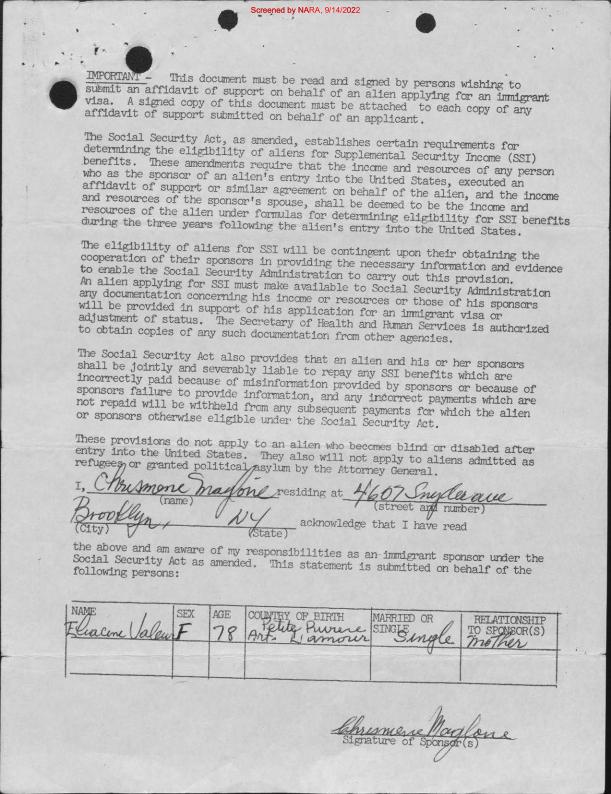 Screened by NARA, 9/14/2022
IMPORTANT - This document must be read and signed by persons wishing to
submit an affidavit of support on behalf of an alien applying for an immigrant
visa. A signed copy of this document must be attached to each copy of any
affidavit of support submitted on behalf of an applicant.
The Social Security Act, as amended, establishes certain requirements for
determining the eligibility of aliens for Supplemental Security Income (SSI)
benefits. These amendments require that the income and resources of any person
who as the sponsor of an alien's entry into the United States, executed an
affidavit of support or similar agreement on behalf of the alien, and the income
and resources of the sponsor's spouse, shall be deemed to be the income and
resources of the alien under formulas for determining eligibility for SSI benefits
during the three years following the alien's entry into the United States.
The eligibility of aliens for SSI will be contingent upon their obtaining the
cooperation of their sponsors in providing the necessary information and evidence
to enable the Social Security Administration to carry out this provision.
An alien applying for SSI must make available to Social Security Administration
any documentation concerning his income or resources or those of his sponsors
will be provided in support of his application for an immigrant visa or
adjustment of status. The Secretary of Health and Human Services is authorized
to obtain copies of any such documentation from other agencies.
The Social Security Act also provides that an alien and his or her sponsors
shall be jointly and severably liable to repay any SSI benefits which are
incorrectly paid because of misinformation provided by sponsors or because of
sponsors failure to provide information, and any incorrect payments which are
not repaid will be withheld from any subsequent payments for which the alien
or sponsors otherwise eligible under the Social Security Act.
These provisions do not apply to an alien who becomes blind or disabled after
entry into the United States. They also will not apply to aliens admitted as
refugees or granted political asylum by the Attorney General.
I, Chrismene Maglone residing at 4607 Snyder ave
(name) (street and number)
Brooklyn, NY acknowledge that I have read
(City) (State)
the above and am aware of my responsibilities as an immigrant sponsor under the
Social Security Act as amended. This statement is submitted on behalf of the
following persons:
NAME SEX AGE COUNTRY OF BIRTH MARRIED OR SINGLE RELATIONSHIP TO SPONSOR(S)
Valeur F 78 Petite Riviere Art. L'amour Single mother
Chrismene Maglone
Signature of Sponsor(s)